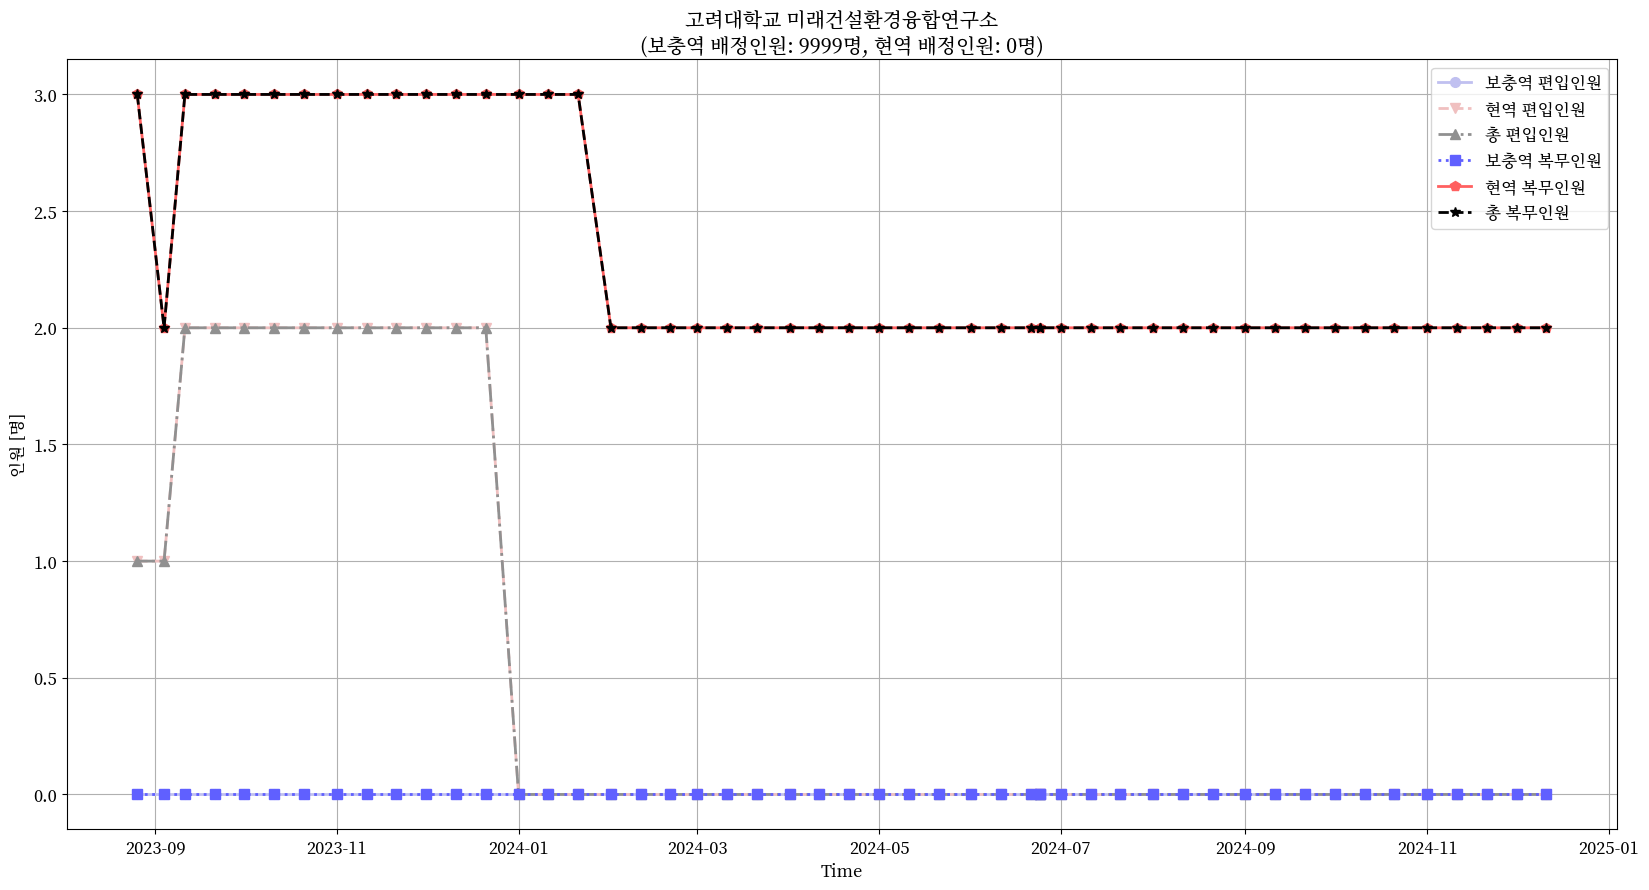 고려대학교 미래건설환경융합연구소
(보충역 배정인원: 9999명, 현역 배정인원: 0명)
보충역 편입인원
현역 편입인원
총 편입인원
보충역 복무인원
현역 복무인원
총 복무인원
인원 [명]
3.0
2.5
2.0
1.5
1.0
0.5
0.0
2023-09 2023-11 2024-01 2024-03 2024-05 2024-07 2024-09 2024-11 2025-01
Time